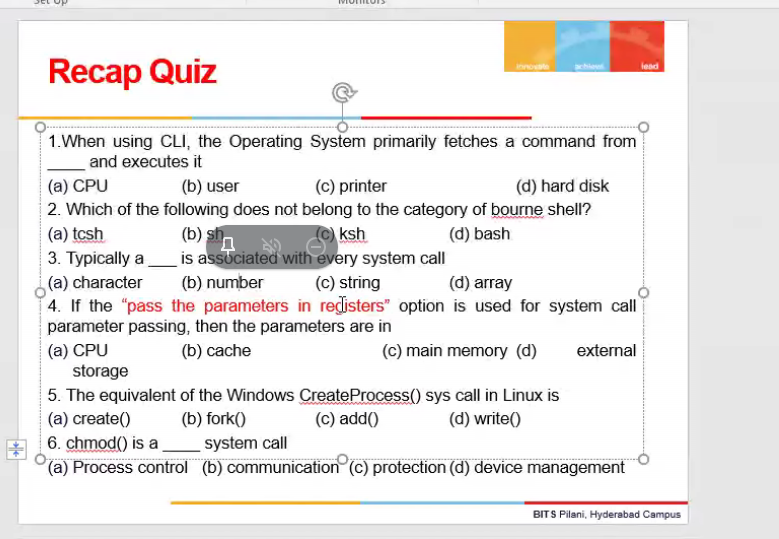 Set Up Monitors
Recap Quiz
innovate achieve lead
1.When using CLI, the Operating System primarily fetches a command from
____ and executes it
(a) CPU (b) user (c) printer (d) hard disk
2. Which of the following does not belong to the category of bourne shell?
(a) tcsh (b) sh (c) ksh (d) bash
3. Typically a ___ is associated with every system call
(a) character (b) number (c) string (d) array
4. If the “pass the parameters in registers” option is used for system call
parameter passing, then the parameters are in
(a) CPU (b) cache (c) main memory (d) external
storage
5. The equivalent of the Windows CreateProcess() sys call in Linux is
(a) create() (b) fork() (c) add() (d) write()
6. chmod() is a ____ system call
(a) Process control (b) communication (c) protection (d) device management
BITS Pilani, Hyderabad Campus